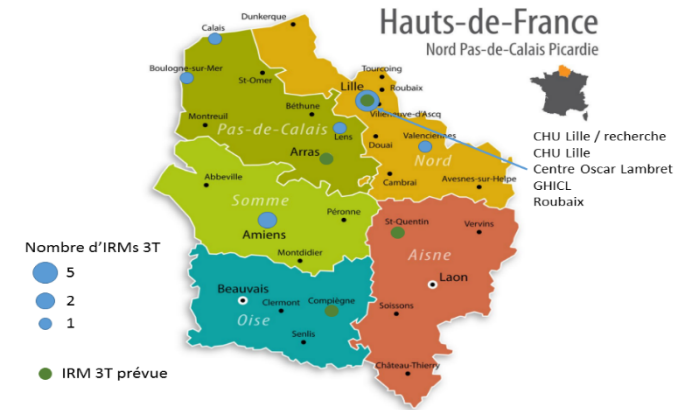 Hauts-de-France
Nord Pas-de-Calais Picardie
Dunkerque
Calais
Boulogne-sur-Mer
St-Omer
Tourcoing
Lille
Roubaix
Villeneuve-d'Ascq
Montreuil
Béthune
Pas-de-Calais
Lens
Douai
Valenciennes
Arras
Nord
Cambrai
Avesnes-sur-Helpe
CHU Lille / recherche
CHU Lille
Centre Oscar Lambret
GHICL
Roubaix
Abbeville
Somme
Péronne
Amiens
Montdidier
St-Quentin
Vervins
Aisne
Laon
Beauvais
Clermont
Compiègne
Oise
Senlis
Soissons
Château-Thierry
Nombre d'IRMs 3T
5
2
1
IRM 3T prévue